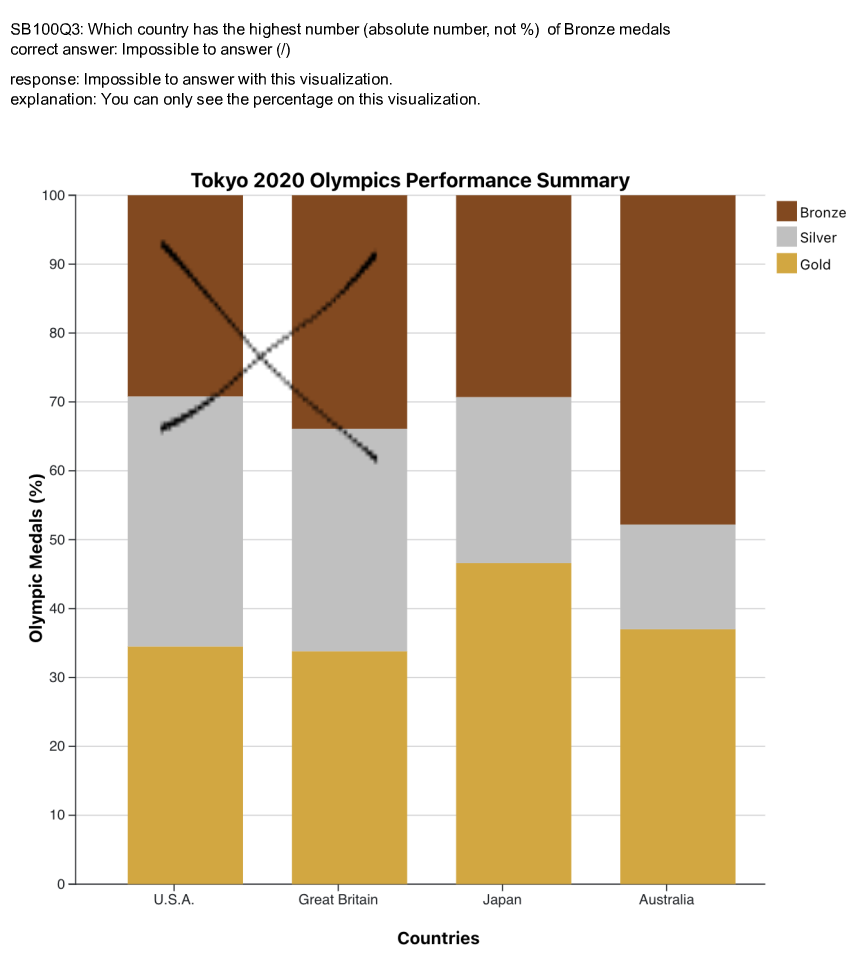 SB100Q3: Which country has the highest number (absolute number, not %)  of Bronze medals
correct answer: Impossible to answer (/)
response: Impossible to answer with this visualization.
explanation: You can only see the percentage on this visualization.
Tokyo 2020 Olympics Performance Summary
Bronze
Silver
Gold
Olympic Medals (%)
100
90
80
70
60
50
40
30
20
10
0
U.S.A.
Great Britain
Japan
Australia
Countries